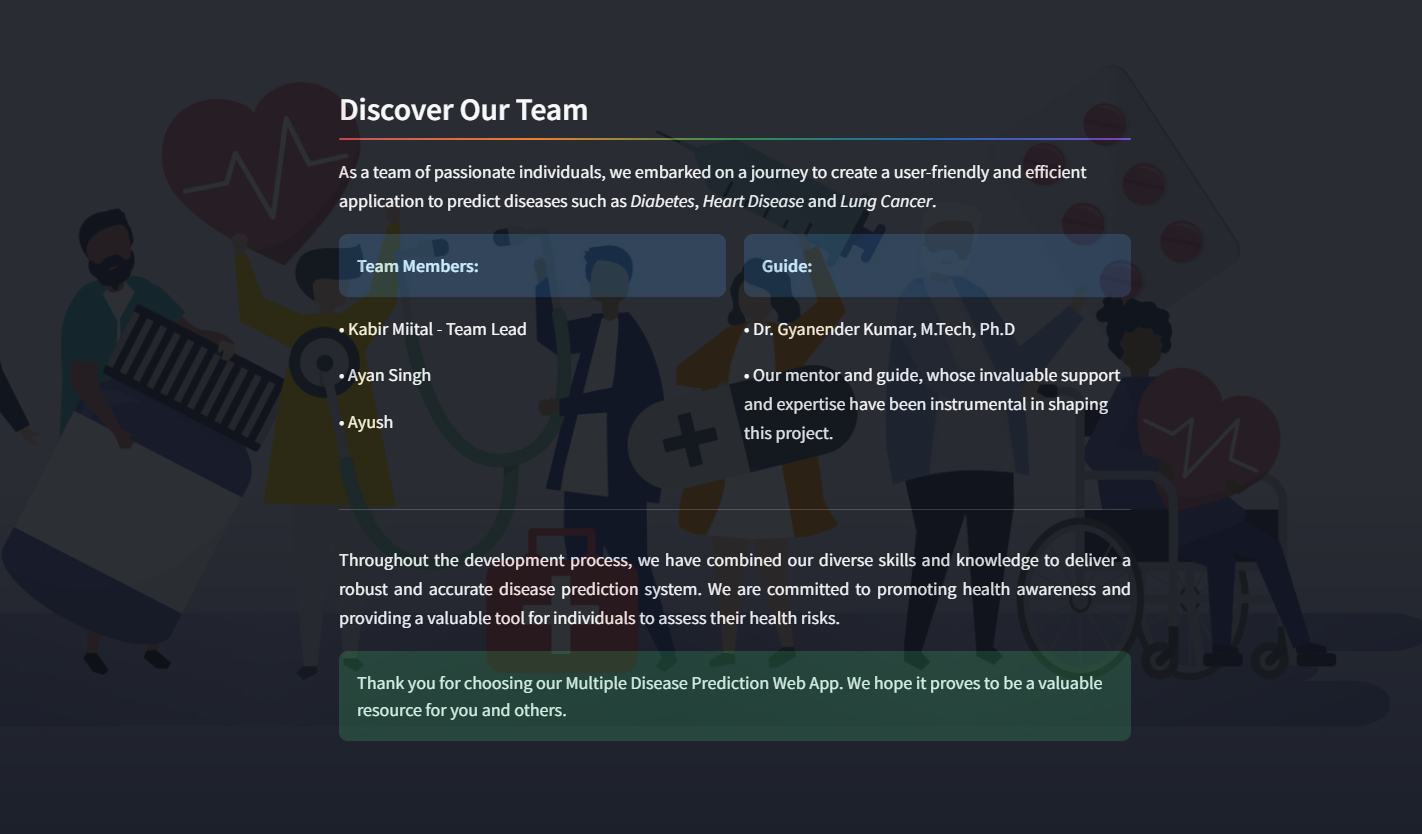 Discover Our Team
As a team of passionate individuals, we embarked on a journey to create a user-friendly and efficient
application to predict diseases such as Diabetes, Heart Disease and Lung Cancer.
Team Members:
• Kabir Miital - Team Lead
• Ayan Singh
• Ayush
Guide:
• Dr. Gyanender Kumar, M.Tech, Ph.D
• Our mentor and guide, whose invaluable support
and expertise have been instrumental in shaping
this project.
Throughout the development process, we have combined our diverse skills and knowledge to deliver a
robust and accurate disease prediction system. We are committed to promoting health awareness and
providing a valuable tool for individuals to assess their health risks.
Thank you for choosing our Multiple Disease Prediction Web App. We hope it proves to be a valuable
resource for you and others.